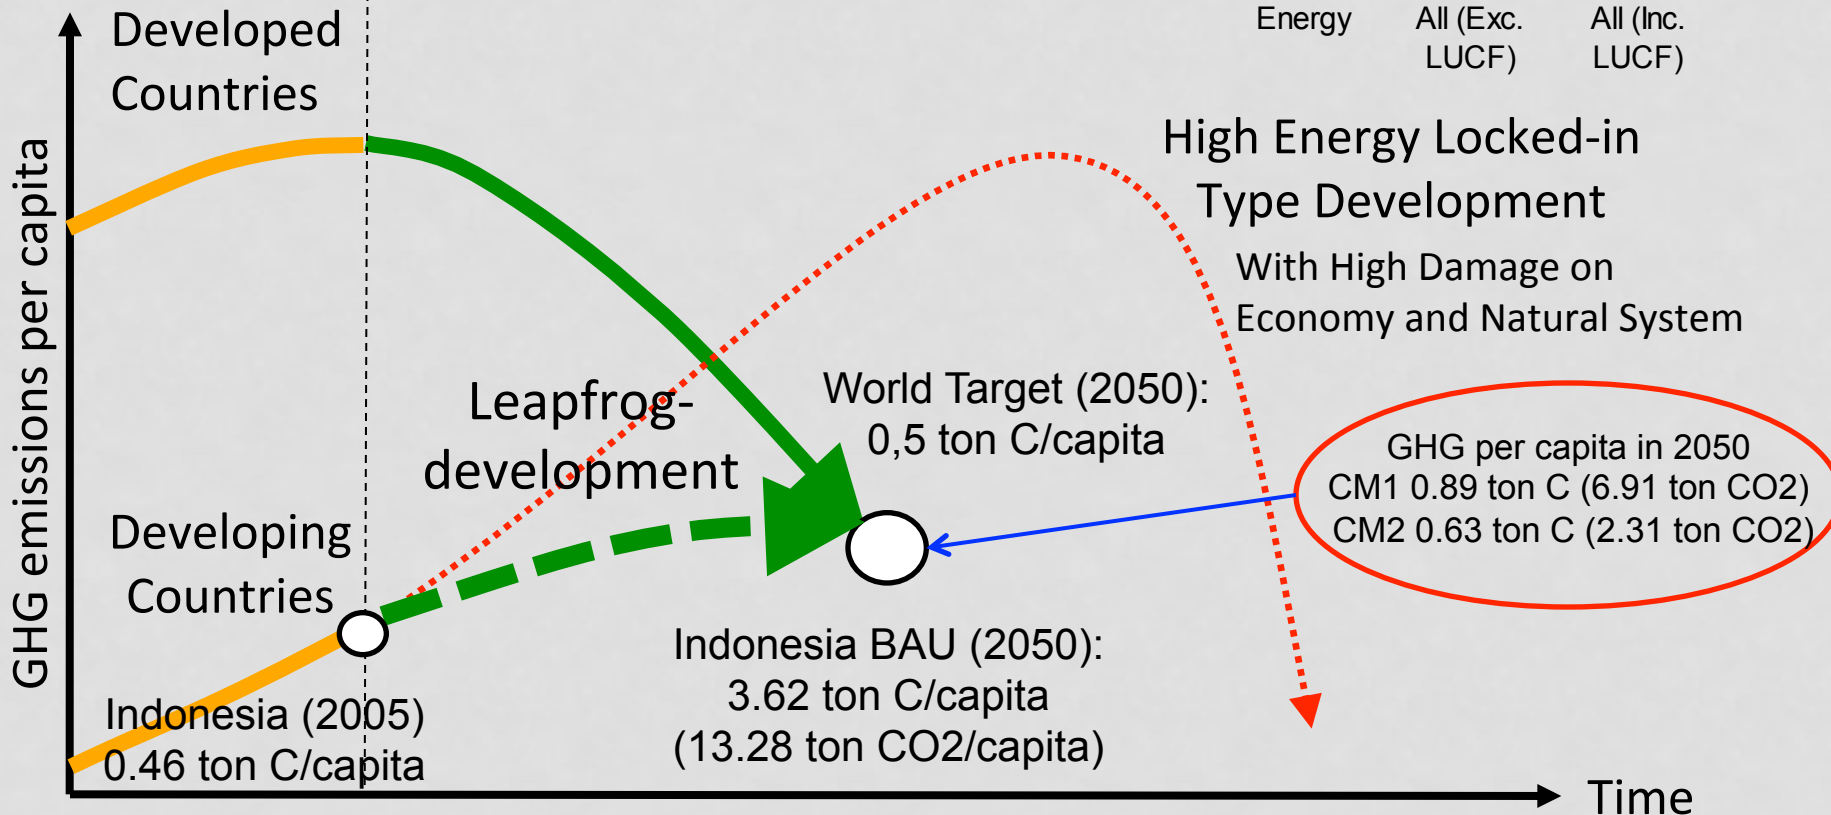 Energy
All (Exc.
LUCF)
All (Inc.
LUCF)
Developed
Countries
High Energy Locked-in
Type Development
With High Damage on
Economy and Natural System
GHG emissions per capita
Leapfrog-
development
World Target (2050):
0,5 ton C/capita
GHG per capita in 2050
CM1 0.89 ton C (6.91 ton CO2)
CM2 0.63 ton C (2.31 ton CO2)
Developing
Countries
Indonesia BAU (2050):
3.62 ton C/capita
(13.28 ton CO2/capita)
Indonesia (2005)
0.46 ton C/capita
Time